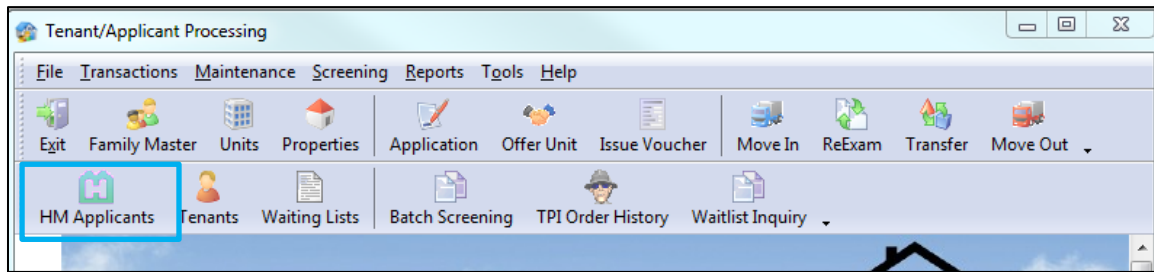 Tenant/Applicant Processing
File Transactions Maintenance Screening Reports Tools Help
Exit Family Master Units Properties Application Offer Unit Issue Voucher Move In ReExam Transfer Move Out
HM Applicants Tenants Waiting Lists Batch Screening TPI Order History Waitlist Inquiry